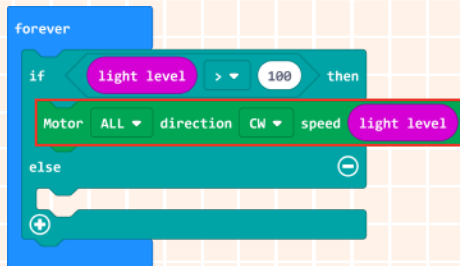 forever
if light level > 100 then
Motor ALL direction CW speed light level
else